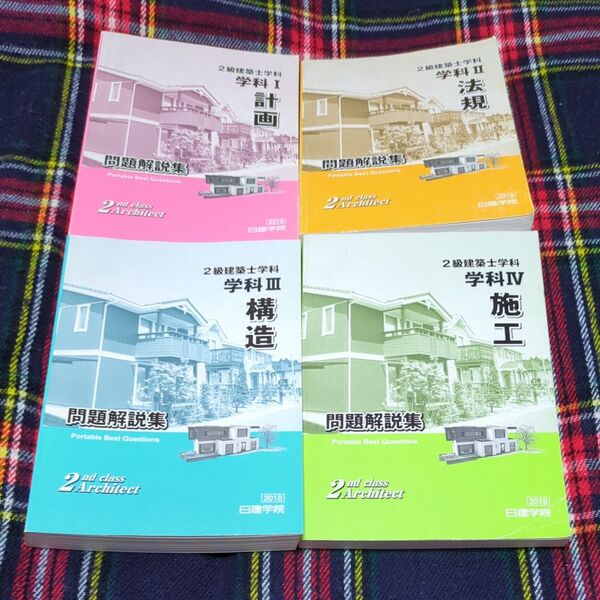 2級建築士学科
学科Ⅰ
計画
問題解説集
Portable Best Questions
2nd class
Architect
2018
日建学院
2級建築士学科
学科Ⅱ
法規
問題解説集
Portable Best Questions
2nd class
Architect
2018
日建学院
2級建築士学科
学科Ⅲ
構造
問題解説集
Portable Best Questions
2nd class
Architect
2018
日建学院
2級建築士学科
学科Ⅳ
施工
問題解説集
Portable Best Questions
2nd class
Architect
2018
日建学院